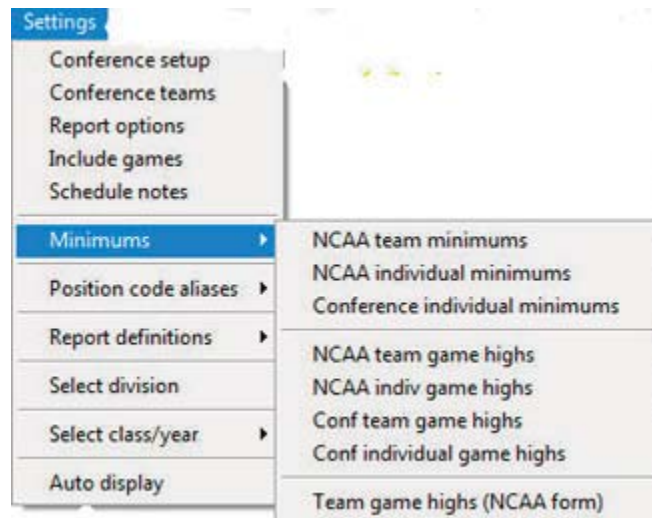 Settings
Conference setup
Conference teams
Report options
Include games
Schedule notes
Minimums
Position code aliases
Report definitions
Select division
Select class/year
Auto display
NCAA team minimums
NCAA individual minimums
Conference individual minimums
NCAA team game highs
NCAA indiv game highs
Conf team game highs
Conf individual game highs
Team game highs (NCAA form)